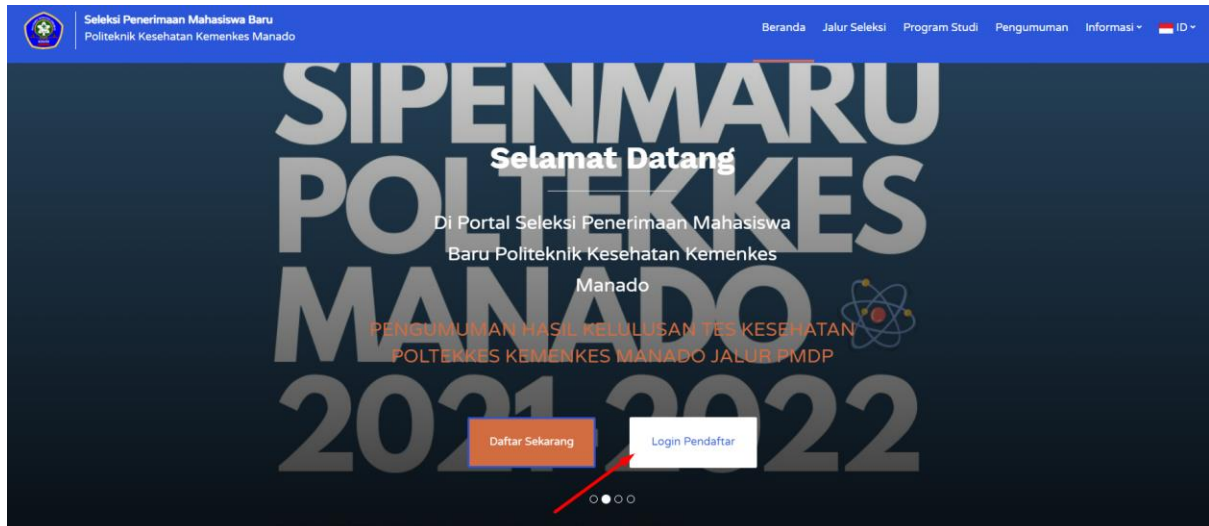 Seleksi Penerimaan Mahasiswa Baru
Politeknik Kesehatan Kemenkes Manado
Beranda Jalur Seleksi Program Studi Pengumuman Informasi ID
SIPENMARU
POLTEKKES
MANADO
2021 2022
Selamat Datang
Di Portal Seleksi Penerimaan Mahasiswa
Baru Politeknik Kesehatan Kemenkes
Manado
PENGUMUMAN HASIL KELULUSAN TES KESEHATAN
POLTEKKES KEMENKES MANADO JALUR PMDP
Daftar Sekarang
Login Pendaftar